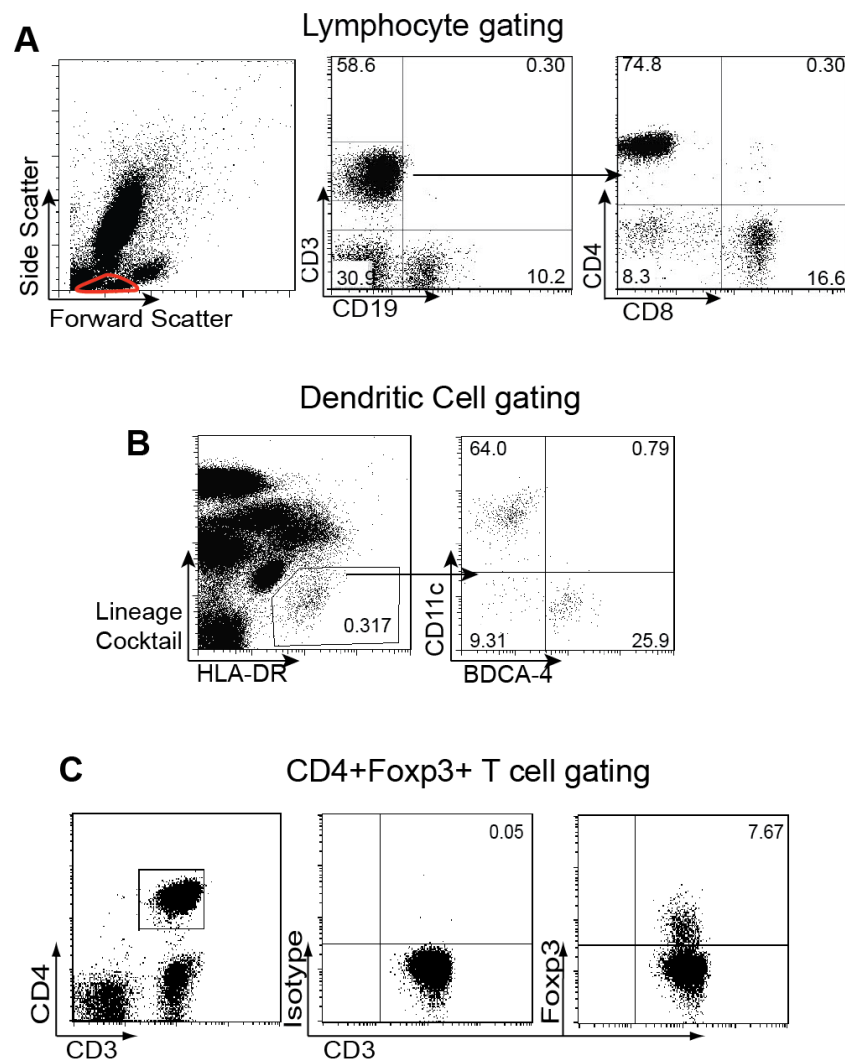 Lymphocyte gating
A
Side Scatter
Forward Scatter
58.6 0.30
CD3
30.9 10.2
CD19
74.8 0.30
CD4
8.3 16.6
CD8
Dendritic Cell gating
B
Lineage
Cocktail
0.317
HLA-DR
64.0 0.79
CD11c
9.31 25.9
BDCA-4
C
CD4+Foxp3+ T cell gating
CD4
CD3
0.05
Isotype
CD3
7.67
Foxp3